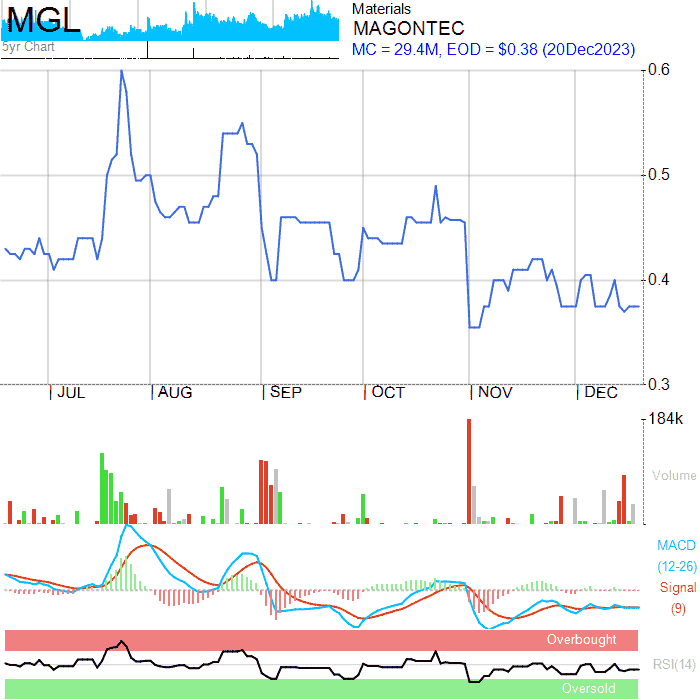 MGL
5yr Chart
Materials
MAGONTEC
MC = 29.4M, EOD = $0.38 (20Dec2023)
0.6
0.5
0.4
0.3
JUL AUG SEP OCT NOV DEC
184k
Volume
MACD
(12-26)
Signal
(9)
Overbought
RSI(14)
Oversold